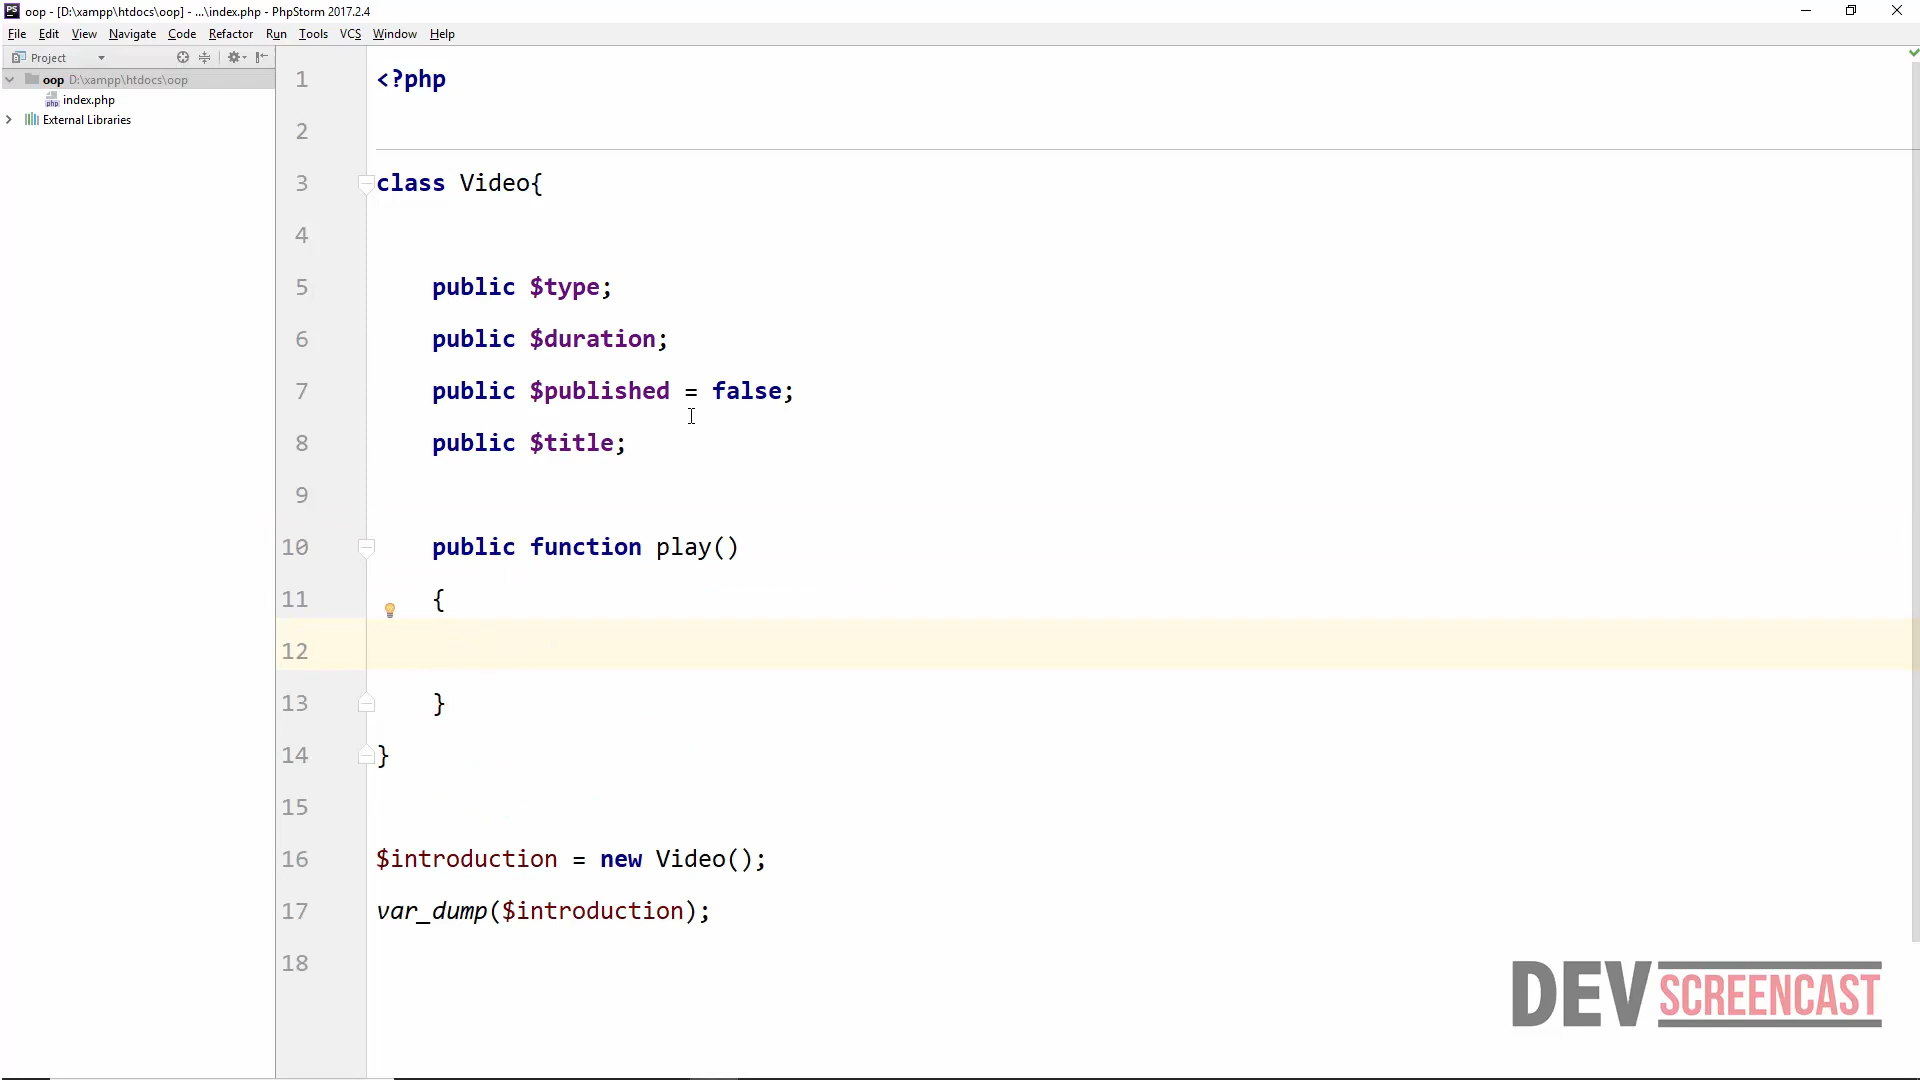 oop - [D:\xampp\htdocs\oop] - ...\index.php - PhpStorm 2017.2.4
File Edit View Navigate Code Refactor Run Tools VCS Window Help
Project
oop D:\xampp\htdocs\oop
index.php
External Libraries
1 <?php
2
3 class Video{
4
5 public $type;
6 public $duration;
7 public $published = false;
8 public $title;
9
10 public function play()
11 {
12
13 }
14 }
15
16 $introduction = new Video();
17 var_dump($introduction);
18
DEVSCREENCAST